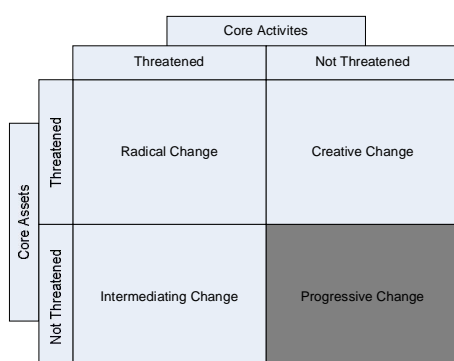 Core Activites
Threatened
Not Threatened
Core Assets
Threatened
Radical Change
Creative Change
Not Threatened
Intermediating Change
Progressive Change